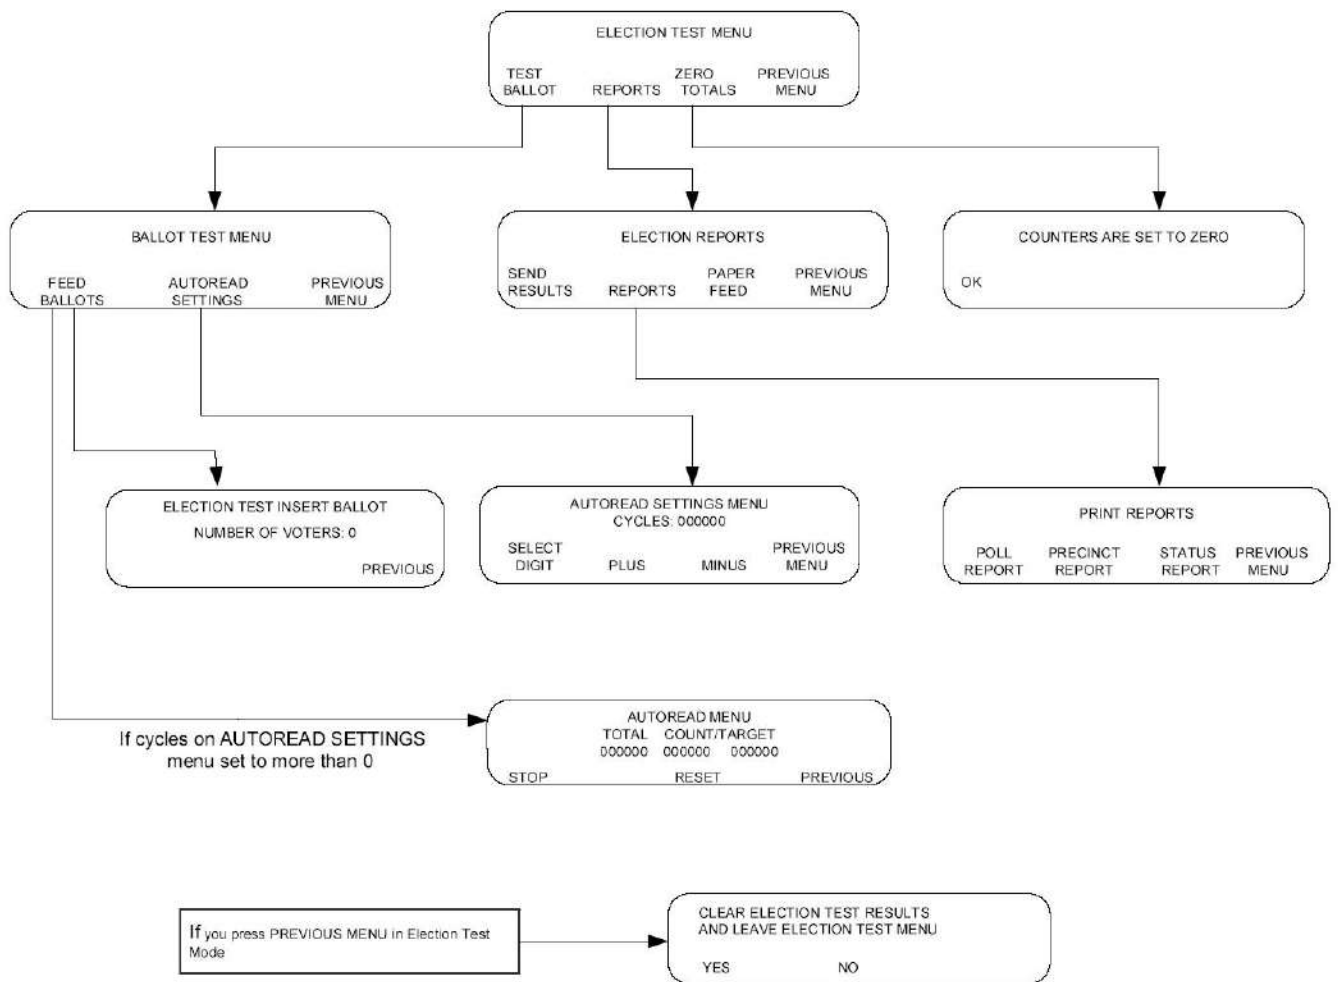 ELECTION TEST MENU
TEST ZERO PREVIOUS
BALLOT REPORTS TOTALS MENU
BALLOT TEST MENU
FEED AUTOREAD PREVIOUS
BALLOTS SETTINGS MENU
ELECTION REPORTS
SEND PAPER PREVIOUS
RESULTS REPORTS FEED MENU
COUNTERS ARE SET TO ZERO
OK
ELECTION TEST INSERT BALLOT
NUMBER OF VOTERS: 0
PREVIOUS
AUTOREAD SETTINGS MENU
CYCLES: 000000
SELECT PREVIOUS
DIGIT PLUS MINUS MENU
PRINT REPORTS
POLL PRECINCT STATUS PREVIOUS
REPORT REPORT REPORT MENU
If cycles on AUTOREAD SETTINGS
menu set to more than 0
AUTOREAD MENU
TOTAL COUNT/TARGET
000000 000000 000000
STOP RESET PREVIOUS
If you press PREVIOUS MENU in Election Test
Mode
CLEAR ELECTION TEST RESULTS
AND LEAVE ELECTION TEST MENU
YES NO